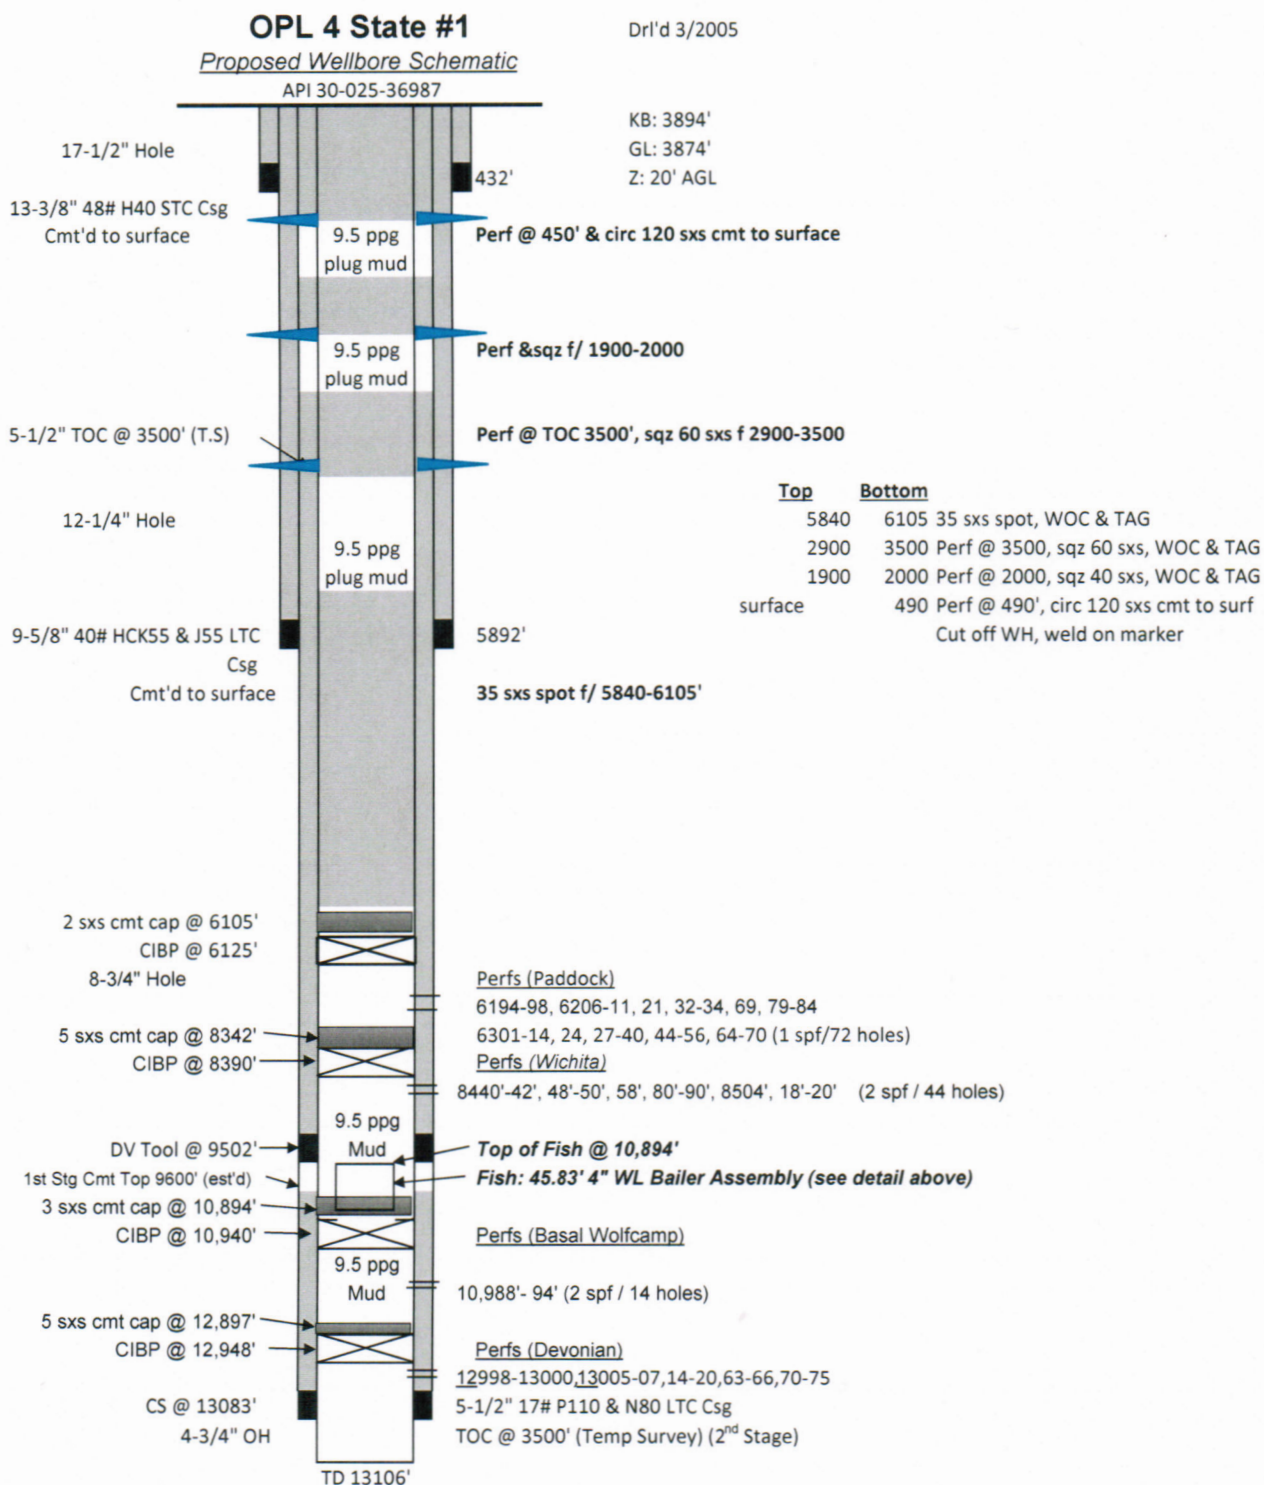 OPL 4 State #1
Drl'd 3/2005
Proposed Wellbore Schematic
API 30-025-36987
KB: 3894'
GL: 3874'
Z: 20' AGL
17-1/2" Hole
432'
13-3/8" 48# H40 STC Csg
Cmt'd to surface
9.5 ppg
plug mud
Perf @ 450' & circ 120 sxs cmt to surface
9.5 ppg
plug mud
Perf &sqz f/ 1900-2000
5-1/2" TOC @ 3500' (T.S)
Perf @ TOC 3500', sqz 60 sxs f 2900-3500
12-1/4" Hole
9.5 ppg
plug mud
Top Bottom
5840 6105 35 sxs spot, WOC & TAG
2900 3500 Perf @ 3500, sqz 60 sxs, WOC & TAG
1900 2000 Perf @ 2000, sqz 40 sxs, WOC & TAG
surface 490 Perf @ 490', circ 120 sxs cmt to surf
Cut off WH, weld on marker
9-5/8" 40# HCK55 & J55 LTC
Csg
Cmt'd to surface
5892'
35 sxs spot f/ 5840-6105'
2 sxs cmt cap @ 6105'
CIBP @ 6125'
8-3/4" Hole
Perfs (Paddock)
6194-98, 6206-11, 21, 32-34, 69, 79-84
6301-14, 24, 27-40, 44-56, 64-70 (1 spf/72 holes)
5 sxs cmt cap @ 8342'
CIBP @ 8390'
Perfs (Wichita)
8440'-42', 48'-50', 58', 80'-90', 8504', 18'-20' (2 spf / 44 holes)
9.5 ppg
Mud
DV Tool @ 9502'
Top of Fish @ 10,894'
1st Stg Cmt Top 9600' (est'd)
Fish: 45.83' 4" WL Bailer Assembly (see detail above)
3 sxs cmt cap @ 10,894'
CIBP @ 10,940'
Perfs (Basal Wolfcamp)
9.5 ppg
Mud
10,988'- 94' (2 spf / 14 holes)
5 sxs cmt cap @ 12,897'
CIBP @ 12,948'
Perfs (Devonian)
12998-13000,13005-07,14-20,63-66,70-75
CS @ 13083'
5-1/2" 17# P110 & N80 LTC Csg
4-3/4" OH
TOC @ 3500' (Temp Survey) (2nd Stage)
TD 13106'